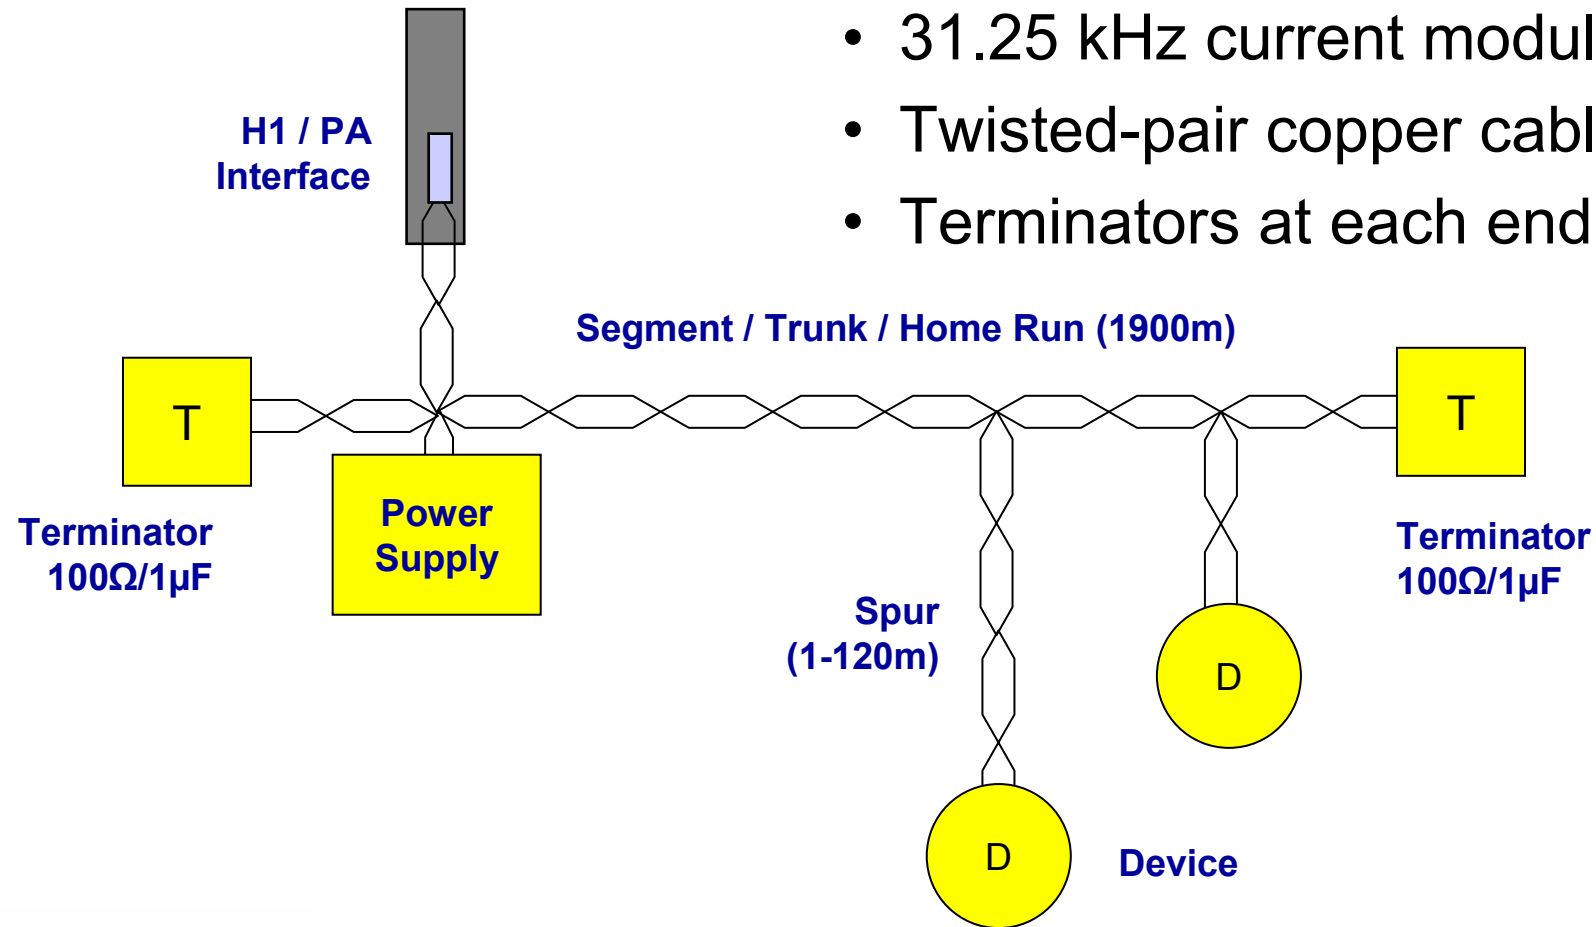 • 31.25 kHz current modul
• Twisted-pair copper cabl
• Terminators at each end
H1 / PA
Interface
Segment / Trunk / Home Run (1900m)
T
T
Power
Supply
Terminator
100Ω/1µF
Terminator
100Ω/1µF
Spur
(1-120m)
D
D
Device